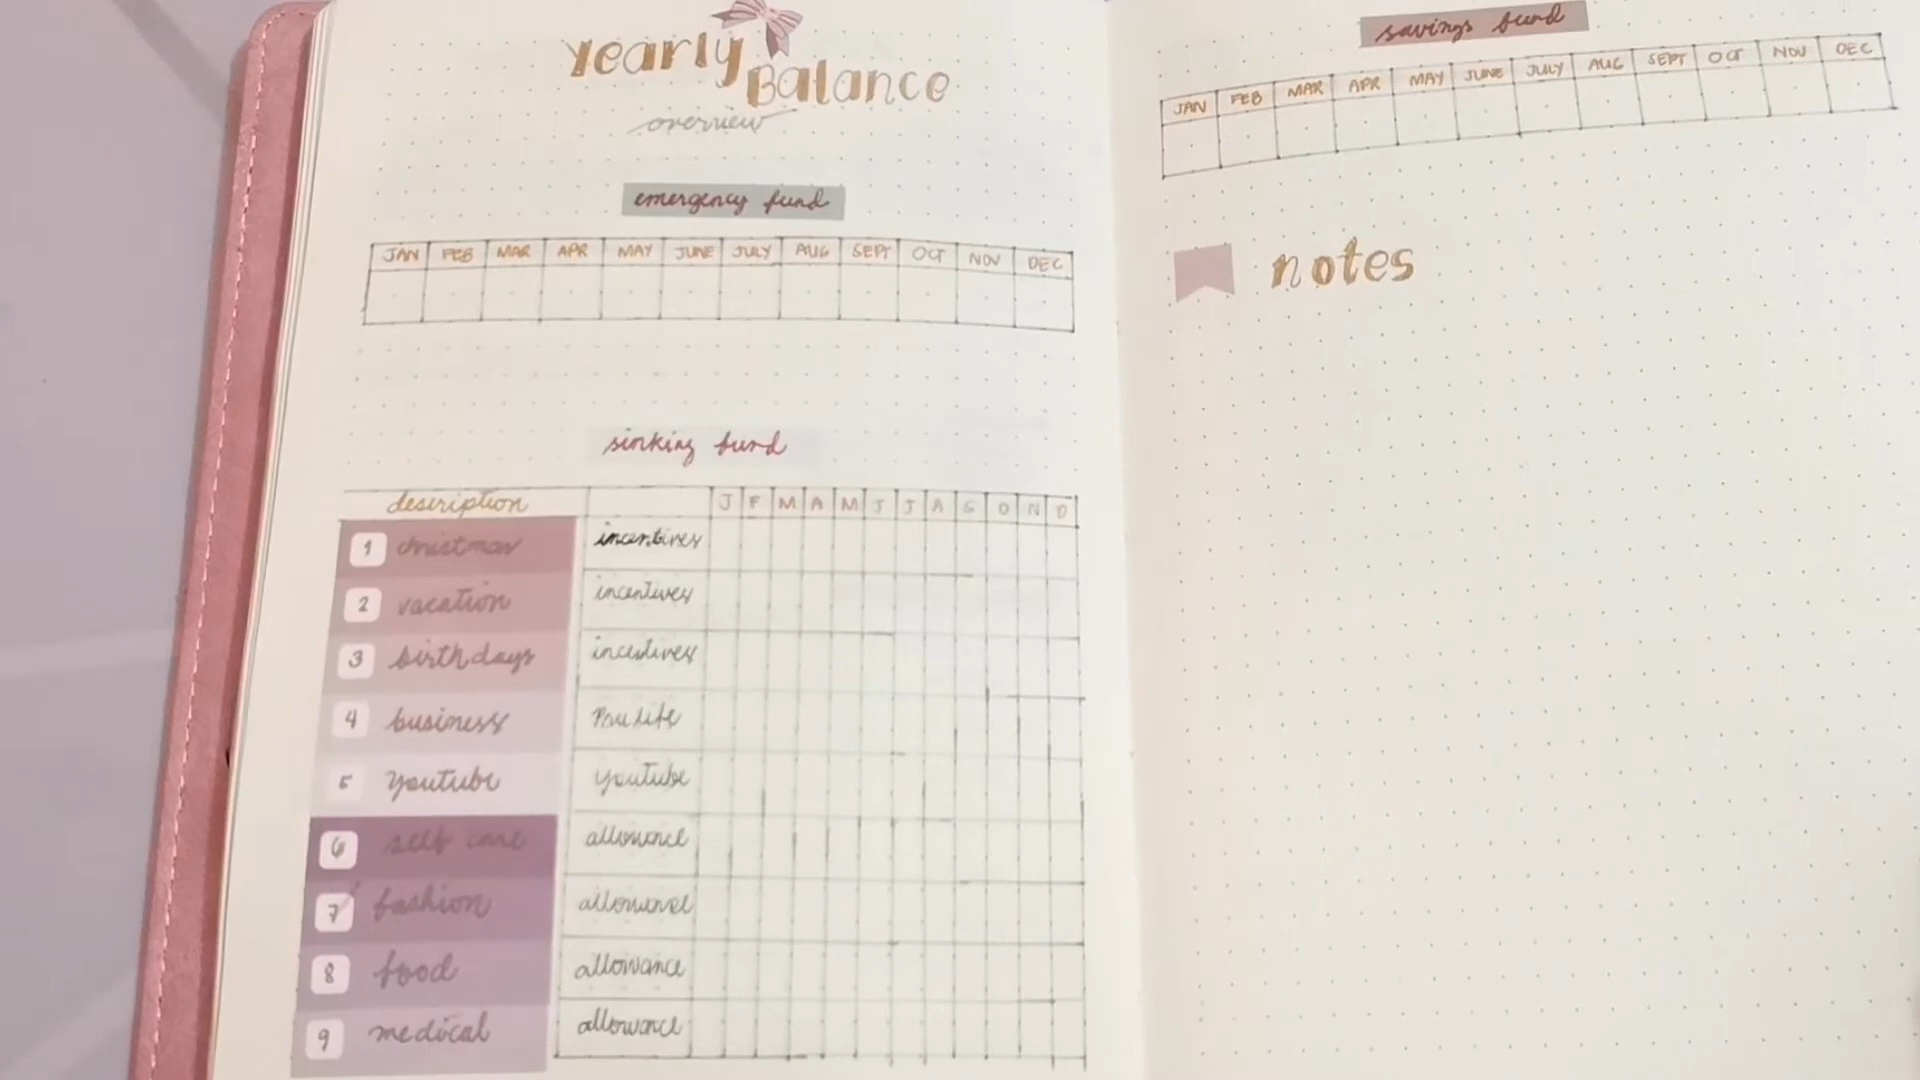 yearly
Balance
overview
emergency fund
JAN FEB MAR APR MAY JUNE JULY AUG SEPT OCT NOV DEC
sinking fund
description J F M A M J J A S O N D
1 christmas incentives
2 vacation incentives
3 birthdays incentives
4 business Pru life
5 youtube youtube
6 self care allowance
7 fashion allowance
8 food allowance
9 medical allowance
savings fund
JAN FEB MAR APR MAY JUNE JULY AUG SEPT OCT NOV DEC
notes